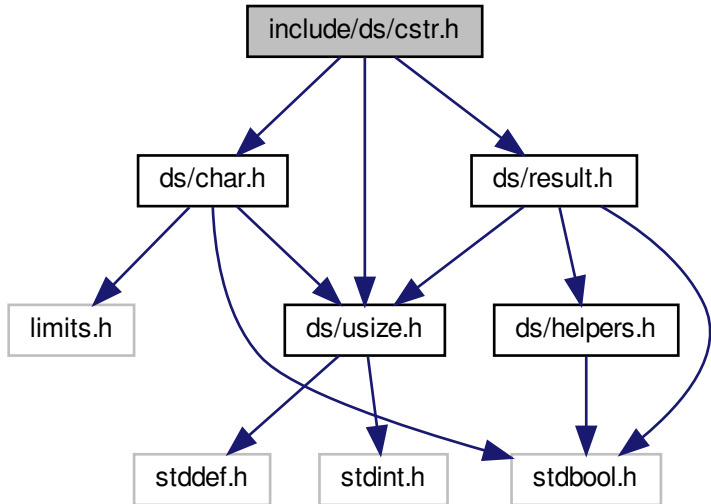 include/ds/cstr.h
ds/char.h
ds/result.h
limits.h
ds/usize.h
ds/helpers.h
stddef.h
stdint.h
stdbool.h